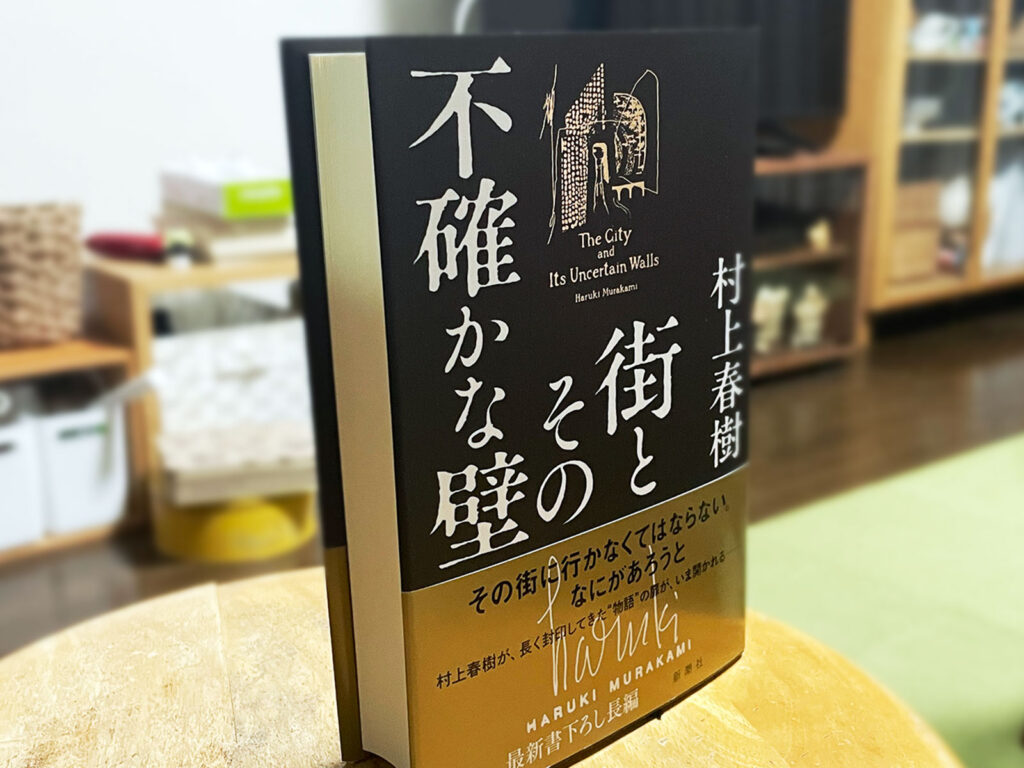 村上春樹
街と
その
不確かな壁
The City
and
Its Uncertain Walls
Haruki Murakami
その街に行かなくてはならない。
なにがあろうと
村上春樹が、長く封印してきた“物語”の扉が、いま開かれる
Haruki
HARUKI MURAKAMI
新潮社
最新書下ろし長編